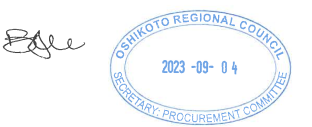 OSHIKOTO REGIONAL COUNCIL
2023 -09- 04
SECRETARY: PROCUREMENT COMMITTEE